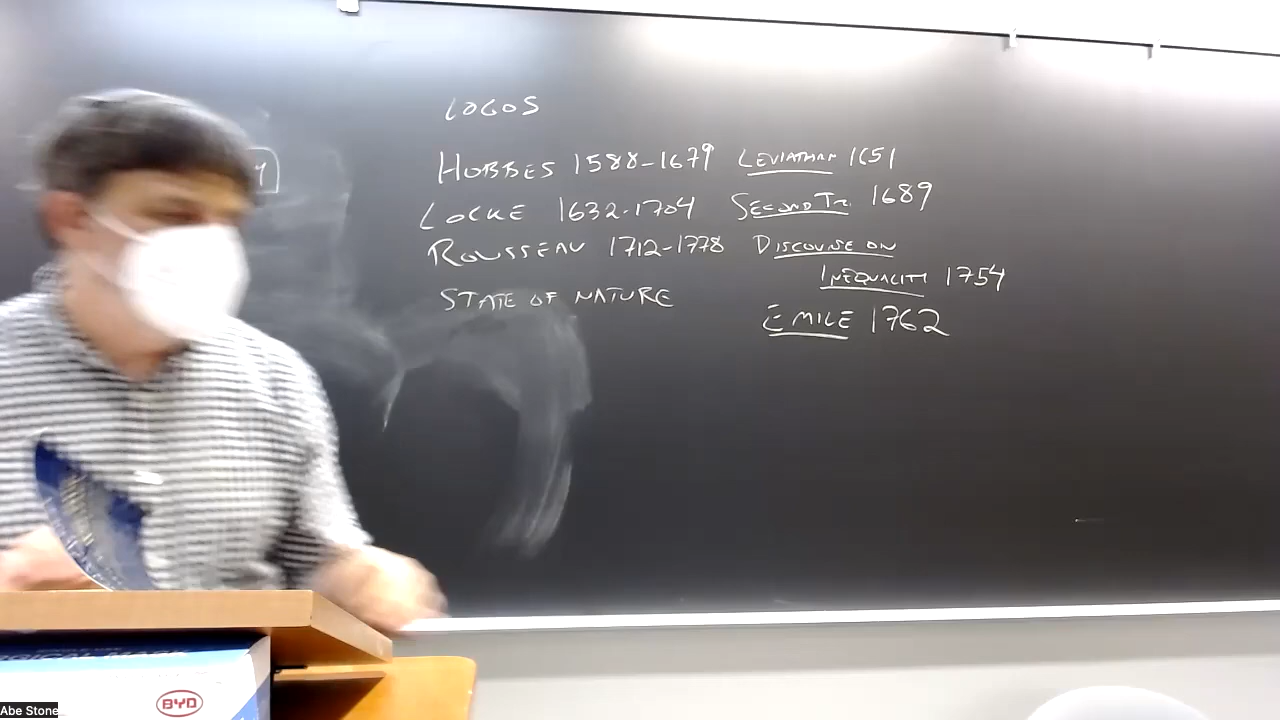 LOGOS
HOBBES 1588-1679 LEVIATHAN 1651
LOCKE 1632-1704 SECOND TR. 1689
ROUSSEAU 1712-1778 DISCOURSE ON
INEQUALITY 1754
STATE OF NATURE
EMILE 1762
BYD
Abe Stone